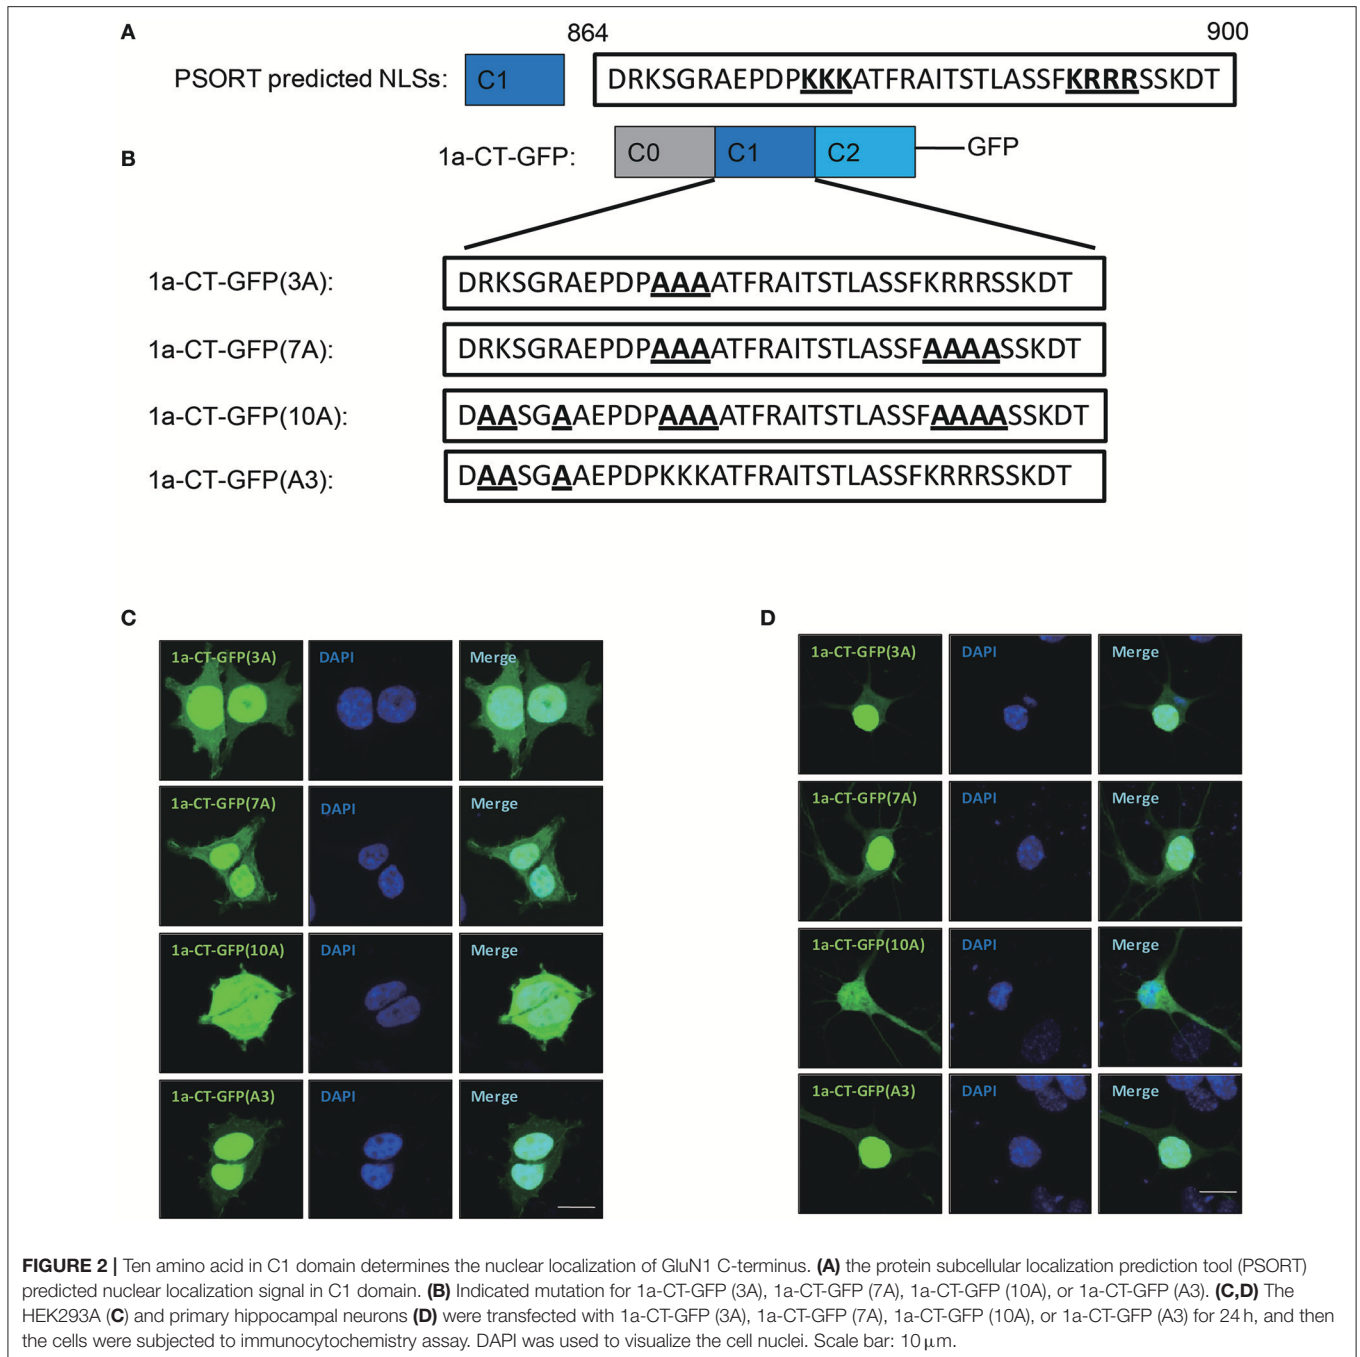 A
864 900
PSORT predicted NLSs: C1 DRKSGRAEPDPKKKATFRAITSTLASSFKRRRSSKDT
B
1a-CT-GFP: C0 C1 C2 GFP
1a-CT-GFP(3A): DRKSGRAEPDPAAAATFRAITSTLASSFKRRRSSKDT
1a-CT-GFP(7A): DRKSGRAEPDPAAAATFRAITSTLASSFAAAASSKDT
1a-CT-GFP(10A): DAASGAAEPDPAAAATFRAITSTLASSFAAAASSKDT
1a-CT-GFP(A3): DAASGAAEPDPKKKATFRAITSTLASSFKRRRSSKDT
C
1a-CT-GFP(3A) DAPI Merge
1a-CT-GFP(7A) DAPI Merge
1a-CT-GFP(10A) DAPI Merge
1a-CT-GFP(A3) DAPI Merge
D
1a-CT-GFP(3A) DAPI Merge
1a-CT-GFP(7A) DAPI Merge
1a-CT-GFP(10A) DAPI Merge
1a-CT-GFP(A3) DAPI Merge
FIGURE 2 | Ten amino acid in C1 domain determines the nuclear localization of GluN1 C-terminus. (A) the protein subcellular localization prediction tool (PSORT)
predicted nuclear localization signal in C1 domain. (B) Indicated mutation for 1a-CT-GFP (3A), 1a-CT-GFP (7A), 1a-CT-GFP (10A), or 1a-CT-GFP (A3). (C,D) The
HEK293A (C) and primary hippocampal neurons (D) were transfected with 1a-CT-GFP (3A), 1a-CT-GFP (7A), 1a-CT-GFP (10A), or 1a-CT-GFP (A3) for 24 h, and then
the cells were subjected to immunocytochemistry assay. DAPI was used to visualize the cell nuclei. Scale bar: 10 μm.